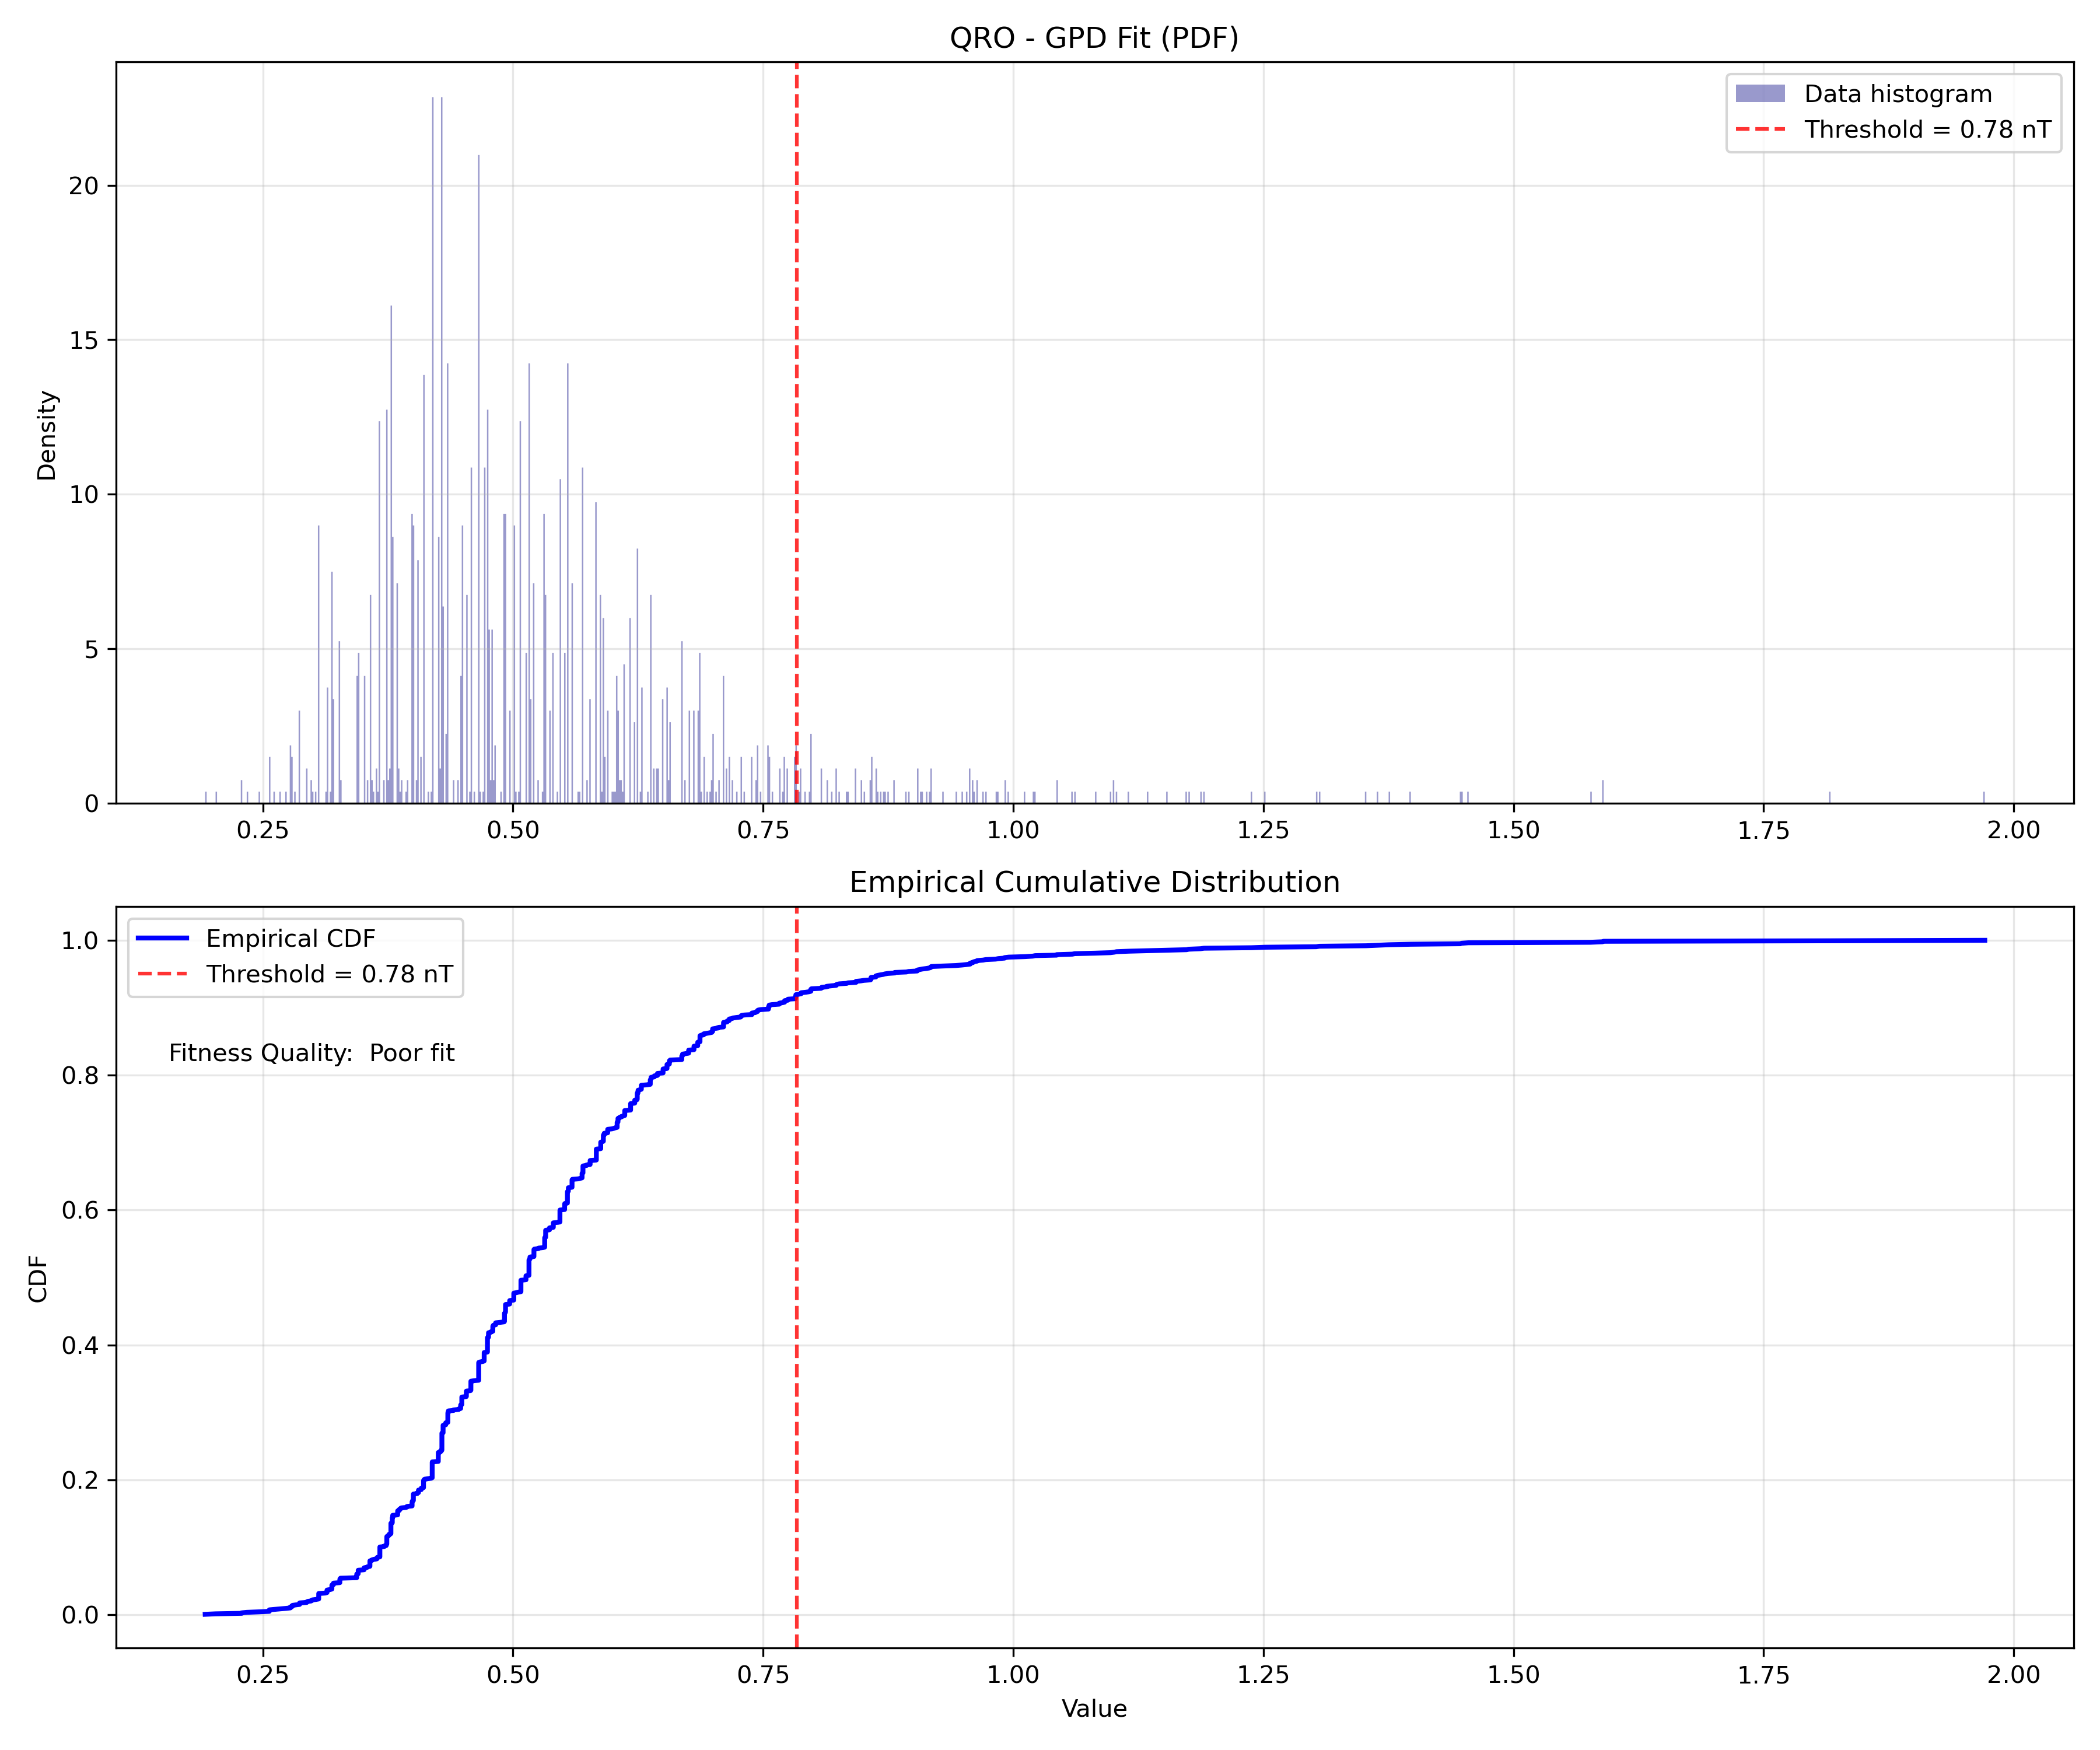 QRO - GPD Fit (PDF)
Data histogram
Threshold = 0.78 nT
Density
20
15
10
5
0
0.25 0.50 0.75 1.00 1.25 1.50 1.75 2.00
Empirical Cumulative Distribution
Empirical CDF
Threshold = 0.78 nT
Fitness Quality:  Poor fit
CDF
1.0
0.8
0.6
0.4
0.2
0.0
0.25 0.50 0.75 1.00 1.25 1.50 1.75 2.00
Value